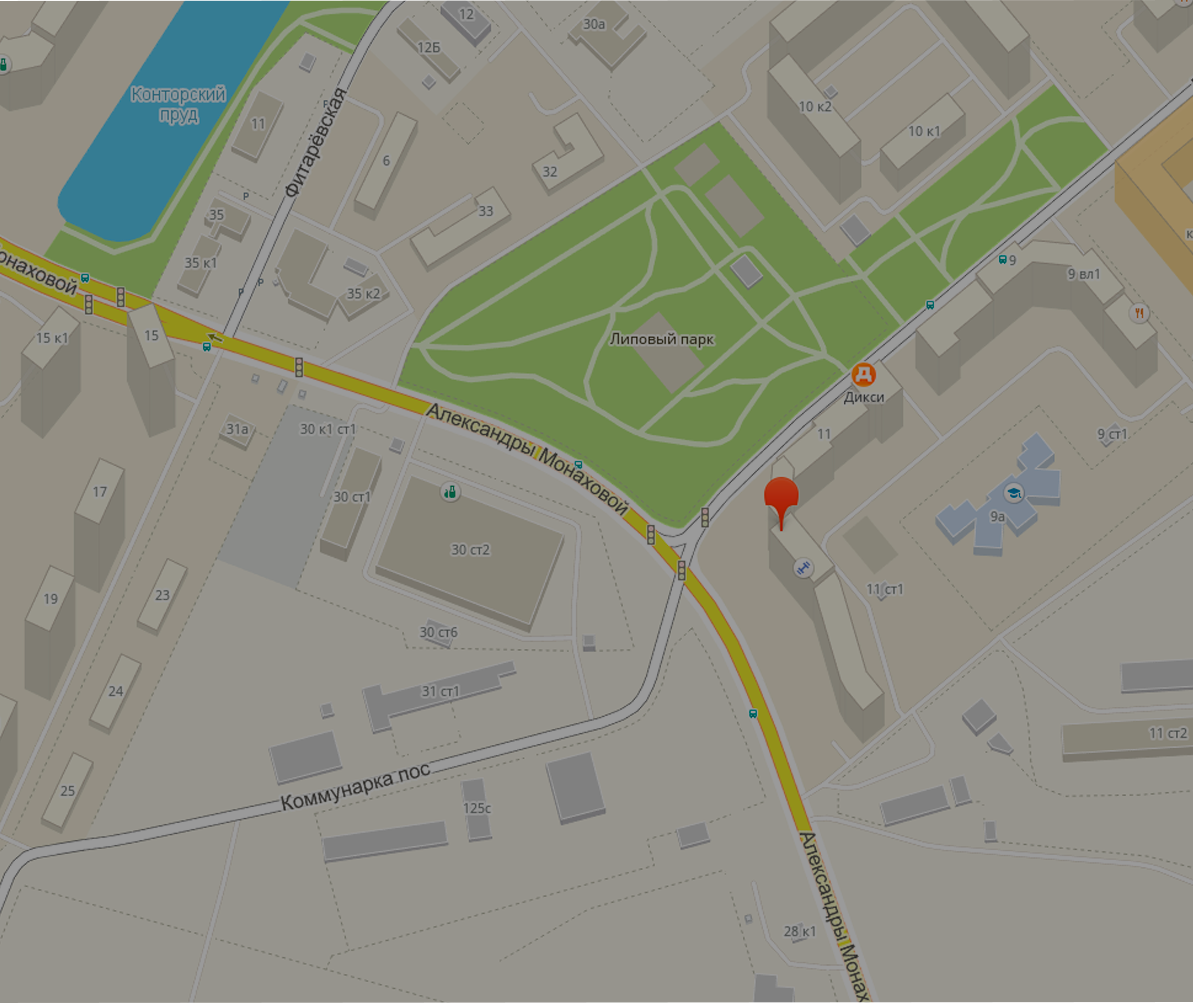 12
30а
12Б
Конторский
пруд
11
Фитарёвская
Р
6
32
10 к2
10 к1
Р
35
33
35 к1
35 к2
Р
Р
онаховой
9
9 вл1
к
15 к1
15
Липовый парк
Д
Дикси
31а
30 к1 ст1
Александры Монаховой
11
9 ст1
17
30 ст1
9а
30 ст2
19
23
11 ст1
30 ст6
24
31 ст1
11 ст2
25
Коммунарка пос
125с
Александры Монах
28 к1